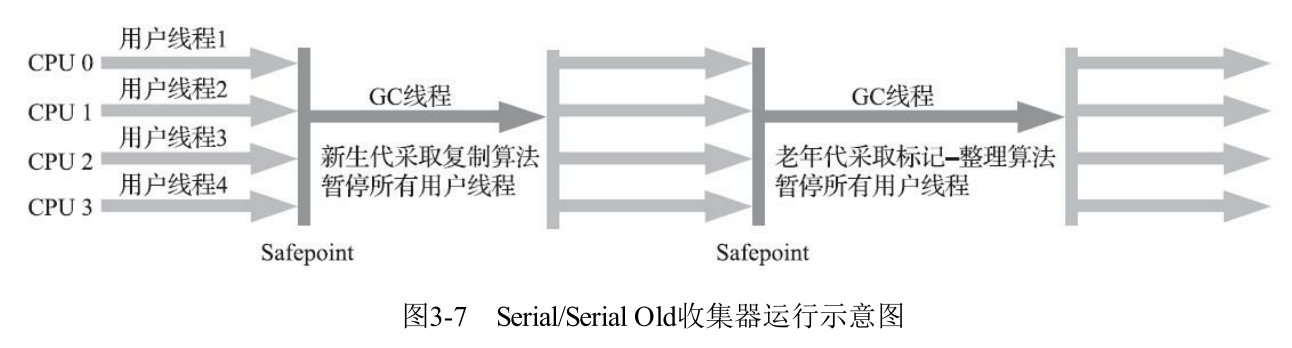 用户线程1
CPU 0
用户线程2
CPU 1
用户线程3
CPU 2
用户线程4
CPU 3
GC线程
新生代采取复制算法
暂停所有用户线程
Safepoint
GC线程
老年代采取标记–整理算法
暂停所有用户线程
Safepoint
图3-7 Serial/Serial Old收集器运行示意图